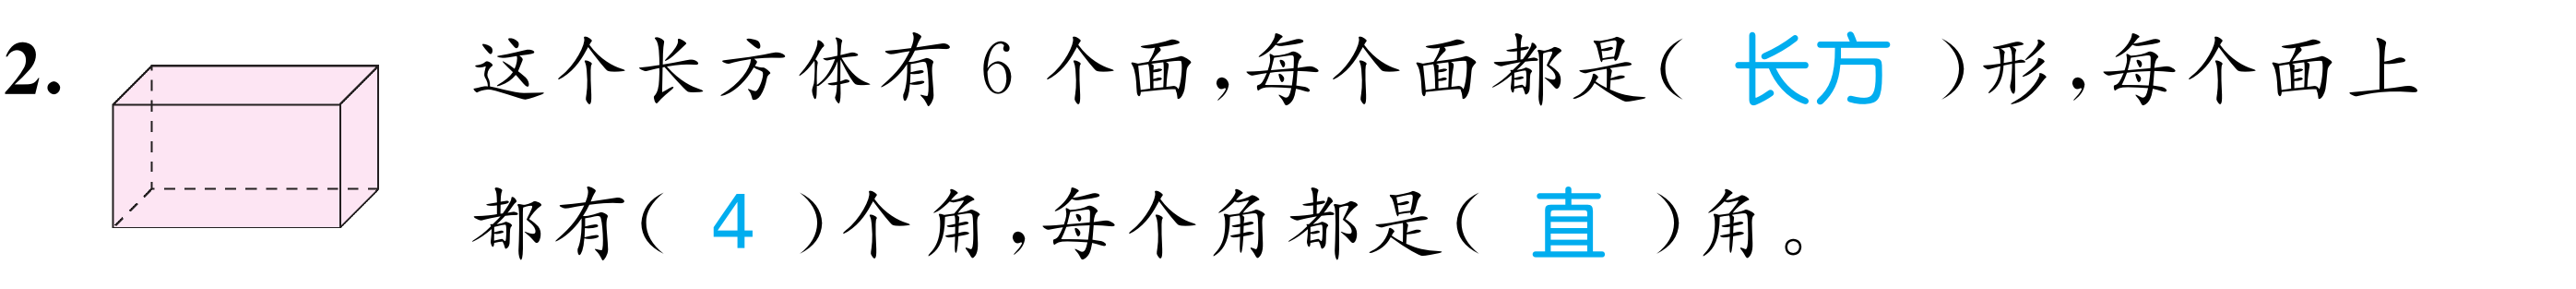 2. 这个长方体有 6 个面,每个面都是( 长方 )形,每个面上
都有( 4 )个角,每个角都是( 直 )角。